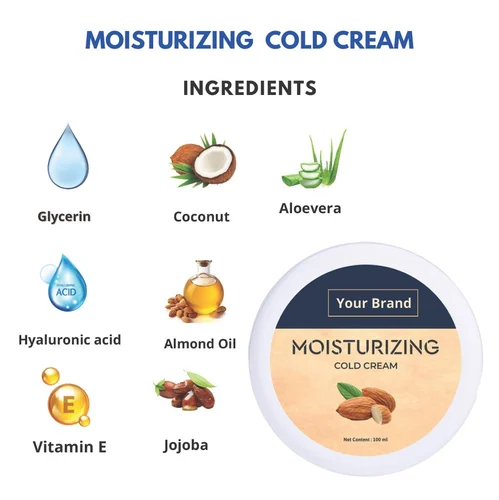 MOISTURIZING COLD CREAM
INGREDIENTS
Glycerin
Coconut
Aloevera
ACID
Hyaluronic acid
Almond Oil
E
Vitamin E
Jojoba
Your Brand
MOISTURIZING
COLD CREAM
Net Content : 100 ml